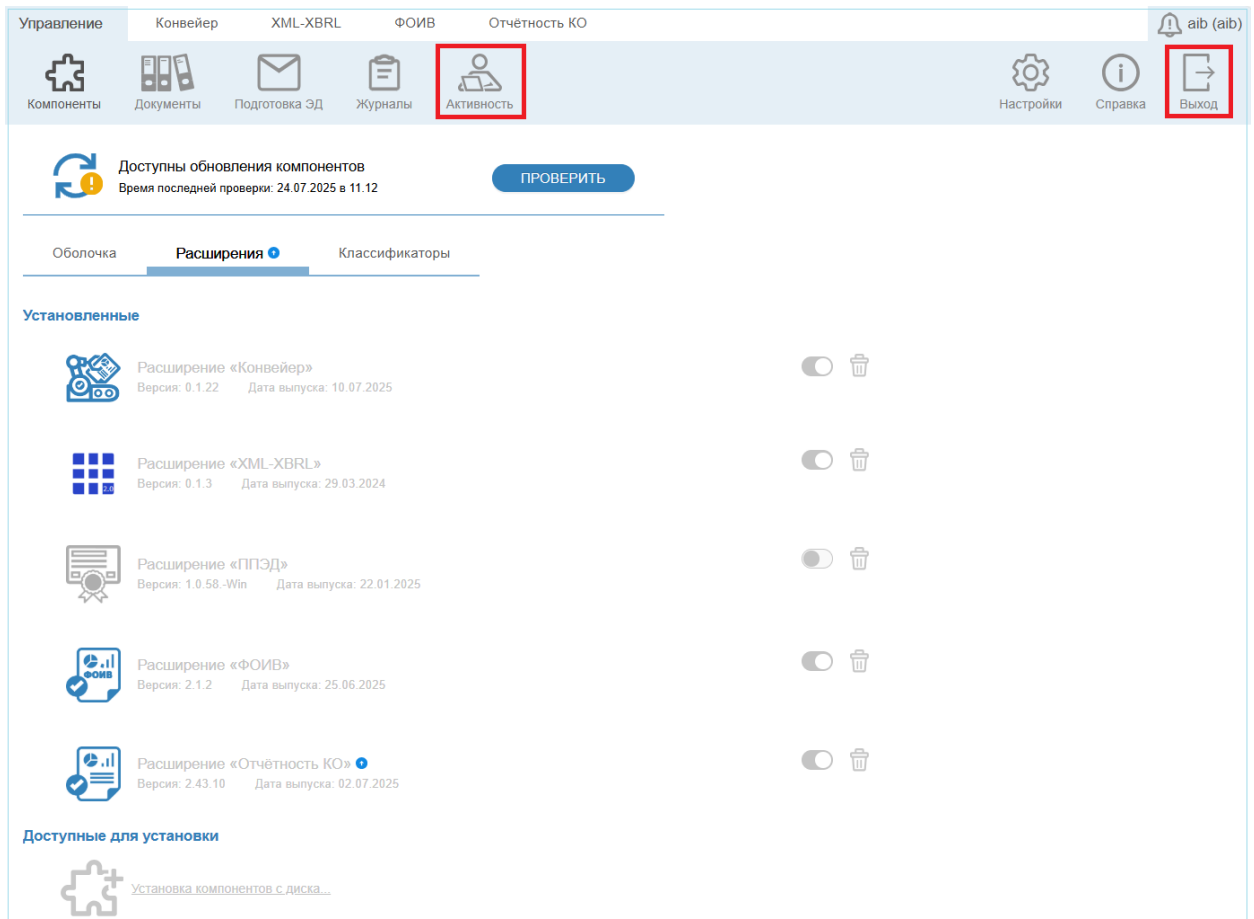 Управление Конвейер XML-XBRL ФОИВ Отчётность КО aib (aib)
Компоненты Документы Подготовка ЭД Журналы Активность Настройки Справка Выход
Доступны обновления компонентов
Время последней проверки: 24.07.2025 в 11.12
ПРОВЕРИТЬ
Оболочка Расширения Классификаторы
Установленные
Расширение «Конвейер»
Версия: 0.1.22 Дата выпуска: 10.07.2025
Расширение «XML-XBRL»
Версия: 0.1.3 Дата выпуска: 29.03.2024
2.0
Расширение «ППЭД»
Версия: 1.0.58.-Win Дата выпуска: 22.01.2025
ФОИВ
Расширение «ФОИВ»
Версия: 2.1.2 Дата выпуска: 25.06.2025
Расширение «Отчётность КО»
Версия: 2.43.10 Дата выпуска: 02.07.2025
Доступные для установки
Установка компонентов с диска...